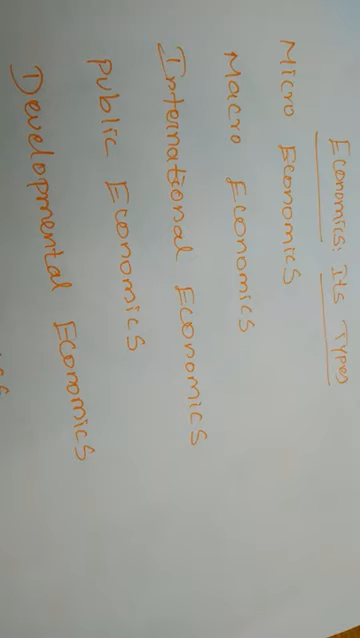 Economics: Its Types
Micro Economics
Macro Economics
International Economics
Public Economics
Developmental Economics